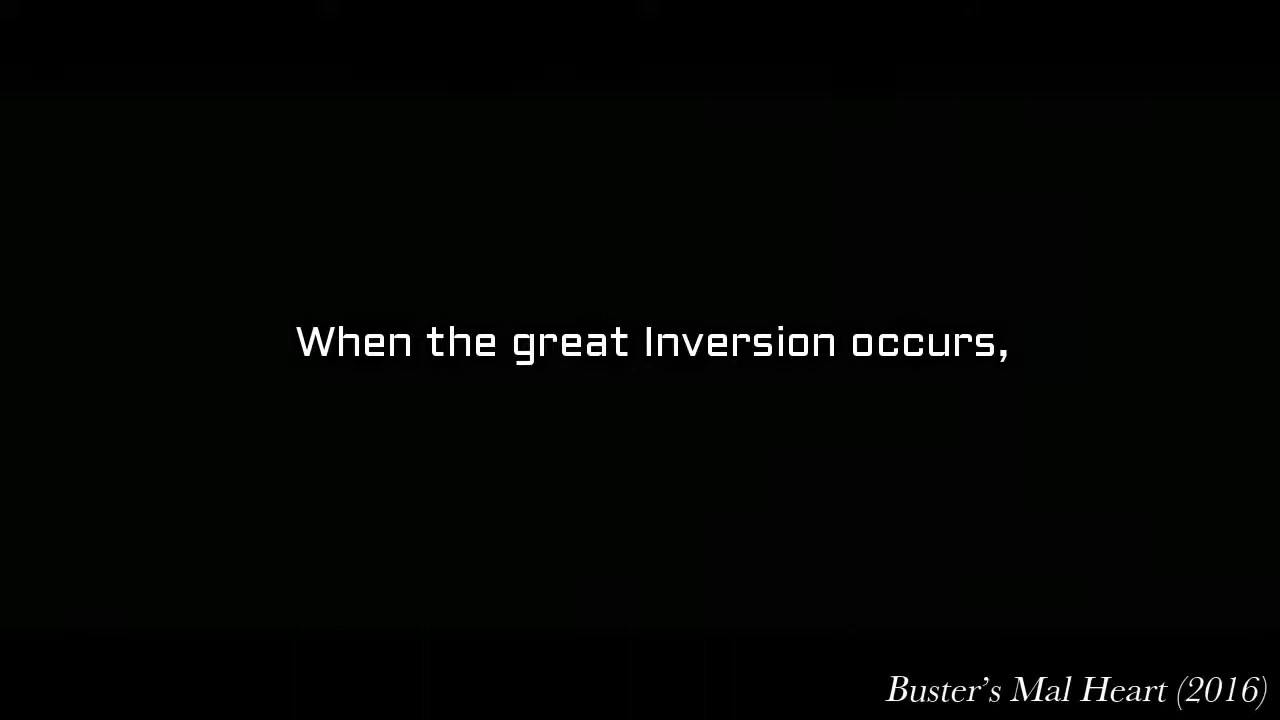 When the great Inversion occurs,
Buster’s Mal Heart (2016)